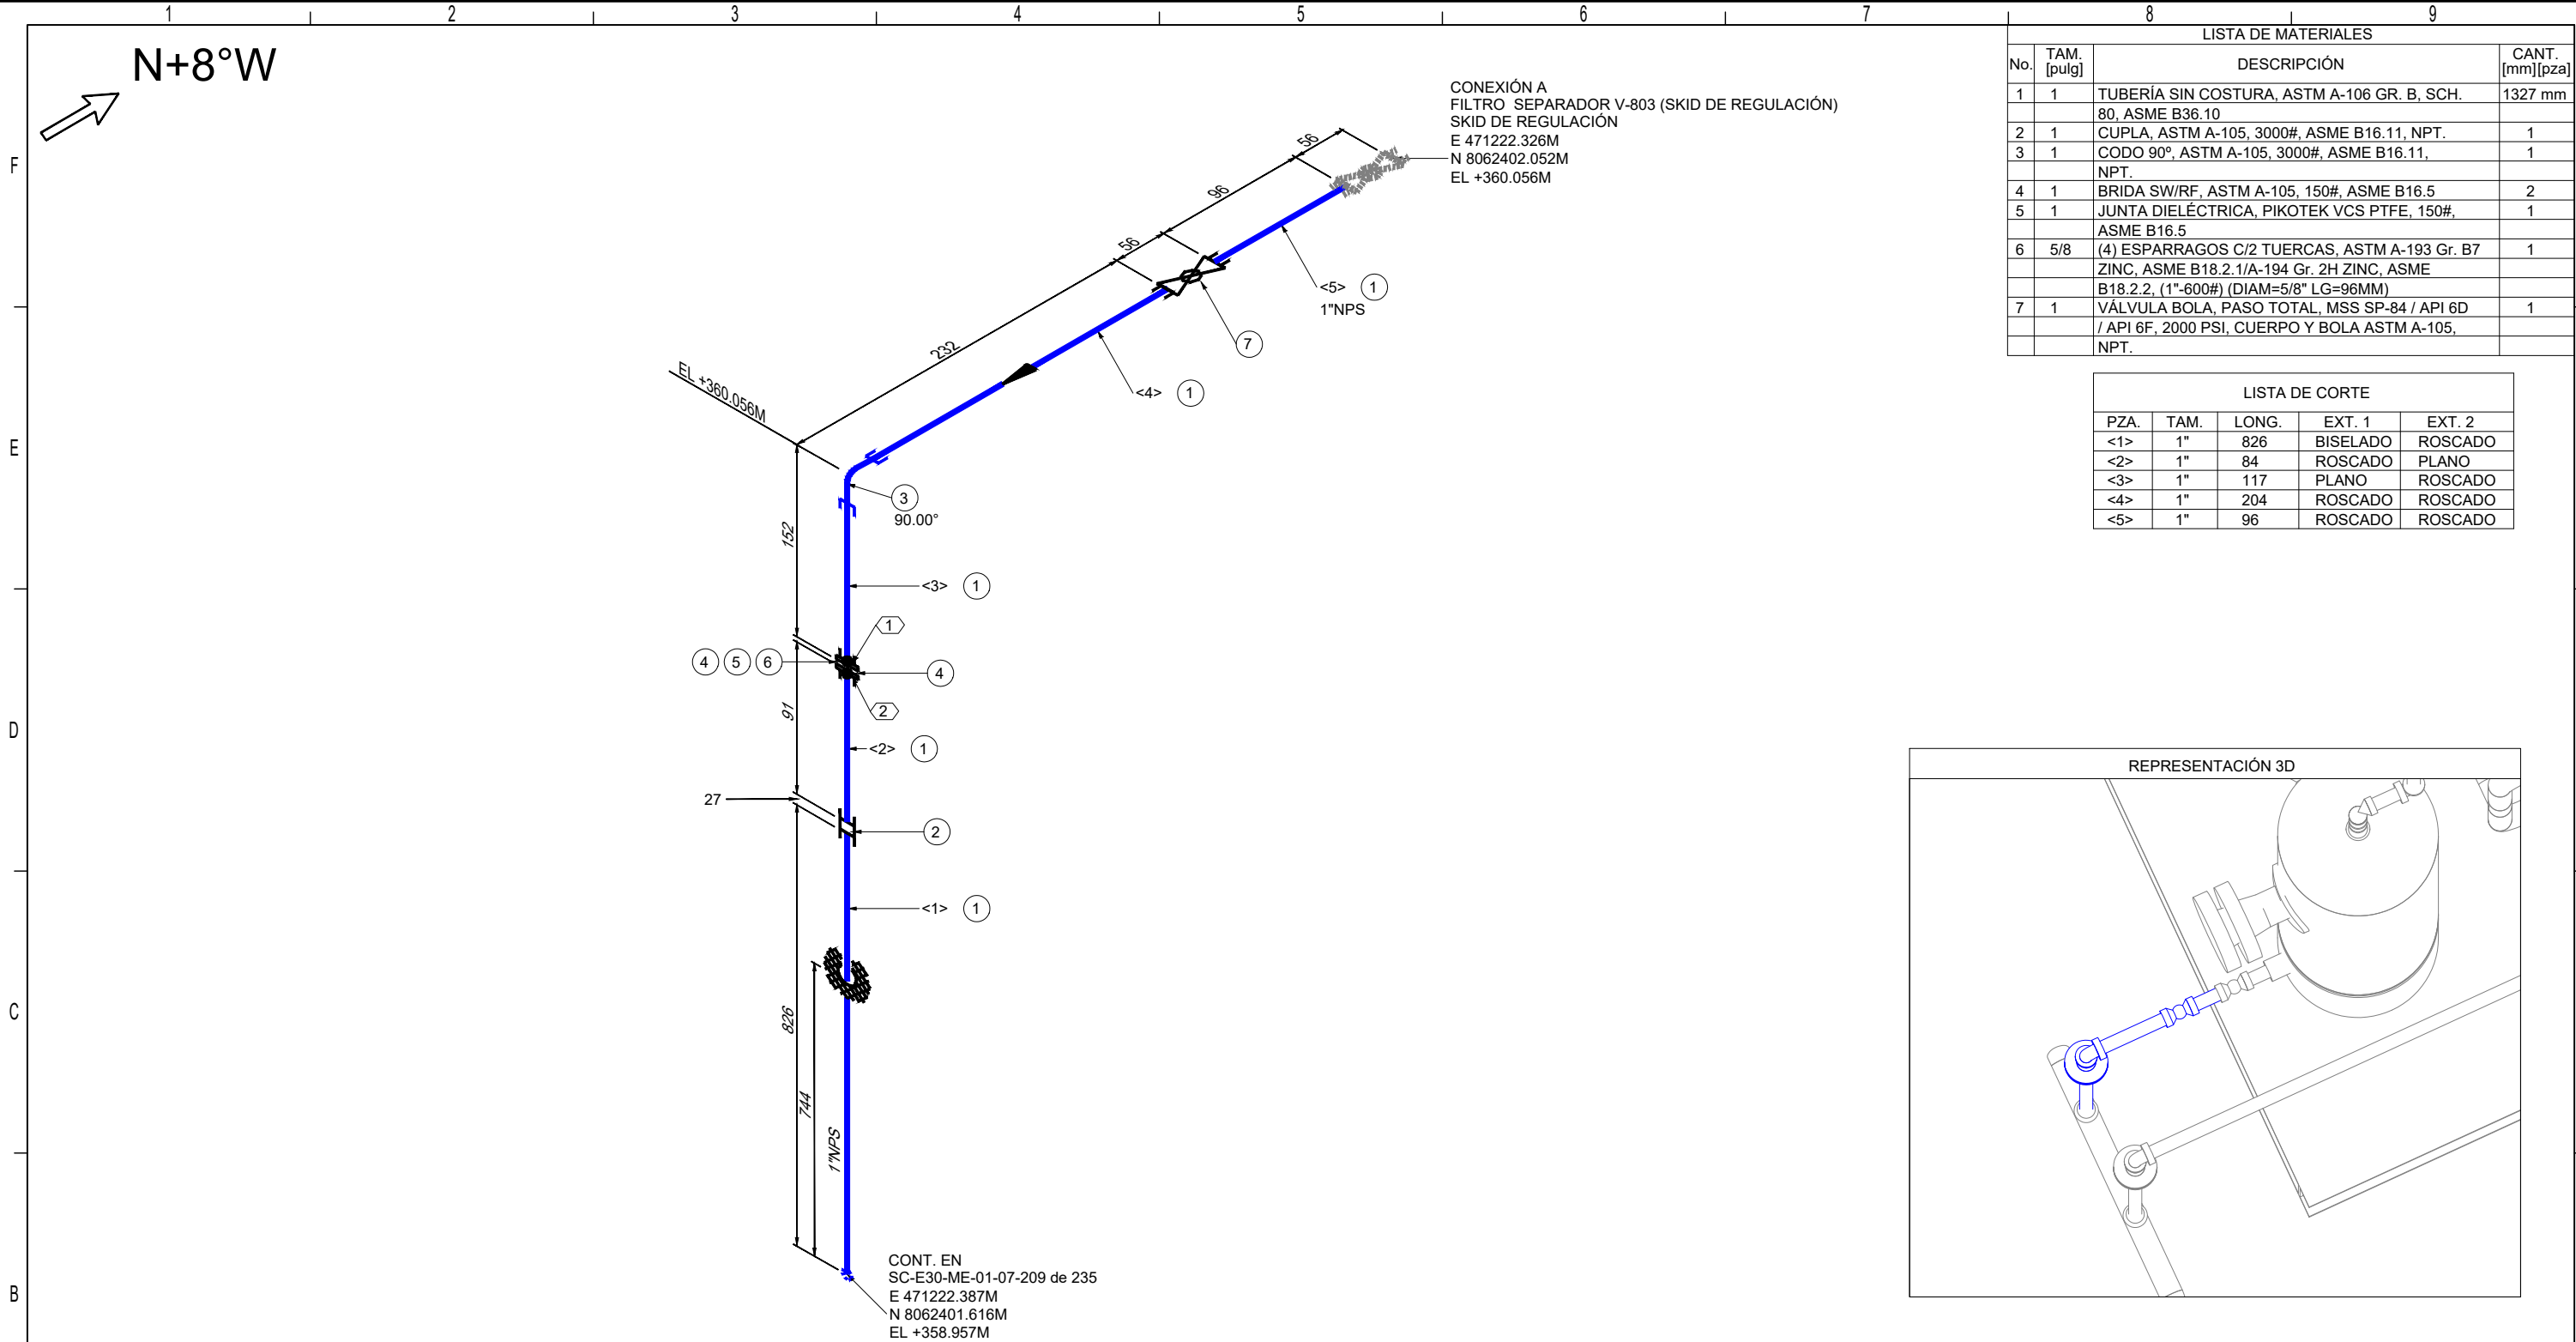 1 2 3 4 5 6 7 8 9
F
E
D
C
B
N+8°W
CONEXIÓN A
FILTRO SEPARADOR V-803 (SKID DE REGULACIÓN)
SKID DE REGULACIÓN
E 471222.326M
N 8062402.052M
EL +360.056M
56
96
56
232
<5> 1
1"NPS
7
<4> 1
EL +360.056M
3
90.00°
152
<3> 1
1
4 5 6
4
2
91
<2> 1
27
2
<1> 1
826
744
1"NPS
CONT. EN
SC-E30-ME-01-07-209 de 235
E 471222.387M
N 8062401.616M
EL +358.957M
LISTA DE MATERIALES
No. TAM. [pulg] DESCRIPCIÓN CANT. [mm][pza]
1 1 TUBERÍA SIN COSTURA, ASTM A-106 GR. B, SCH. 1327 mm
80, ASME B36.10
2 1 CUPLA, ASTM A-105, 3000#, ASME B16.11, NPT. 1
3 1 CODO 90º, ASTM A-105, 3000#, ASME B16.11, 1
NPT.
4 1 BRIDA SW/RF, ASTM A-105, 150#, ASME B16.5 2
5 1 JUNTA DIELÉCTRICA, PIKOTEK VCS PTFE, 150#, 1
ASME B16.5
6 5/8 (4) ESPARRAGOS C/2 TUERCAS, ASTM A-193 Gr. B7 1
ZINC, ASME B18.2.1/A-194 Gr. 2H ZINC, ASME
B18.2.2, (1"-600#) (DIAM=5/8" LG=96MM)
7 1 VÁLVULA BOLA, PASO TOTAL, MSS SP-84 / API 6D 1
/ API 6F, 2000 PSI, CUERPO Y BOLA ASTM A-105,
NPT.
LISTA DE CORTE
PZA. TAM. LONG. EXT. 1 EXT. 2
<1> 1" 826 BISELADO ROSCADO
<2> 1" 84 ROSCADO PLANO
<3> 1" 117 PLANO ROSCADO
<4> 1" 204 ROSCADO ROSCADO
<5> 1" 96 ROSCADO ROSCADO
REPRESENTACIÓN 3D